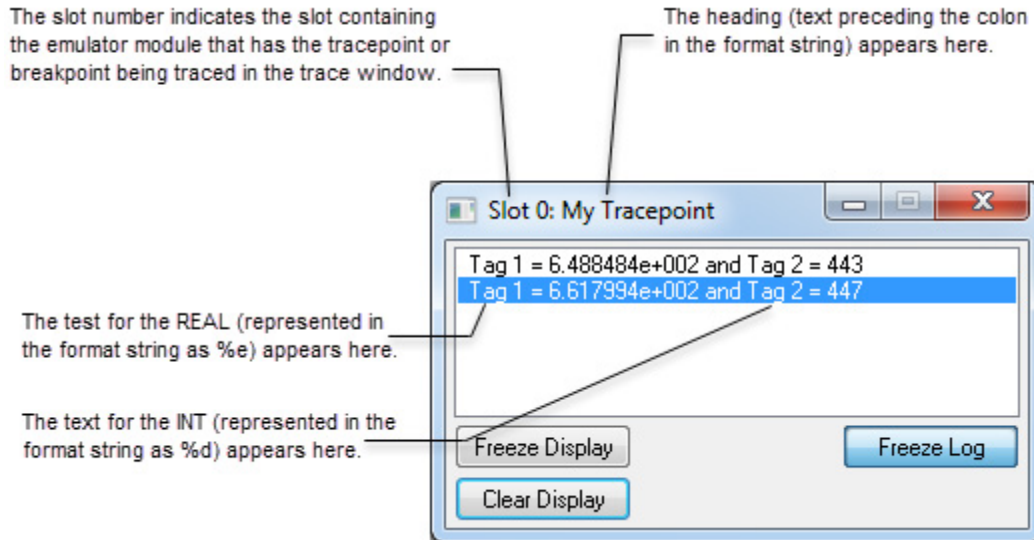 The slot number indicates the slot containing
the emulator module that has the tracepoint or
breakpoint being traced in the trace window.
The heading (text preceding the colon
in the format string) appears here.
Slot 0: My Tracepoint
Tag 1 = 6.488484e+002 and Tag 2 = 443
Tag 1 = 6.617994e+002 and Tag 2 = 447
The test for the REAL (represented in
the format string as %e) appears here.
The text for the INT (represented in the
format string as %d) appears here.
Freeze Display
Freeze Log
Clear Display